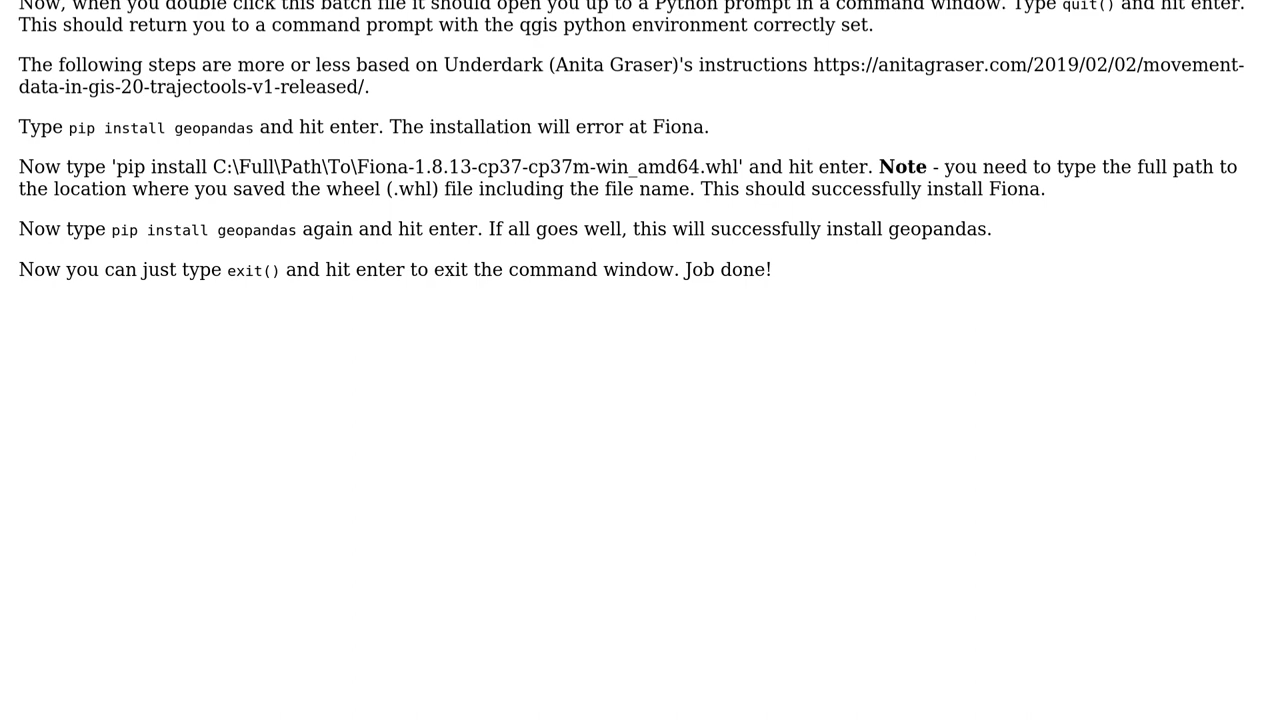 Now, when you double click this batch file it should open you up to a Python prompt in a command window. Type quit() and hit enter.
This should return you to a command prompt with the qgis python environment correctly set.
The following steps are more or less based on Underdark (Anita Graser)'s instructions https://anitagraser.com/2019/02/02/movement-
data-in-gis-20-trajectools-v1-released/.
Type pip install geopandas and hit enter. The installation will error at Fiona.
Now type 'pip install C:\Full\Path\To\Fiona-1.8.13-cp37-cp37m-win_amd64.whl' and hit enter. Note - you need to type the full path to
the location where you saved the wheel (.whl) file including the file name. This should successfully install Fiona.
Now type pip install geopandas again and hit enter. If all goes well, this will successfully install geopandas.
Now you can just type exit() and hit enter to exit the command window. Job done!